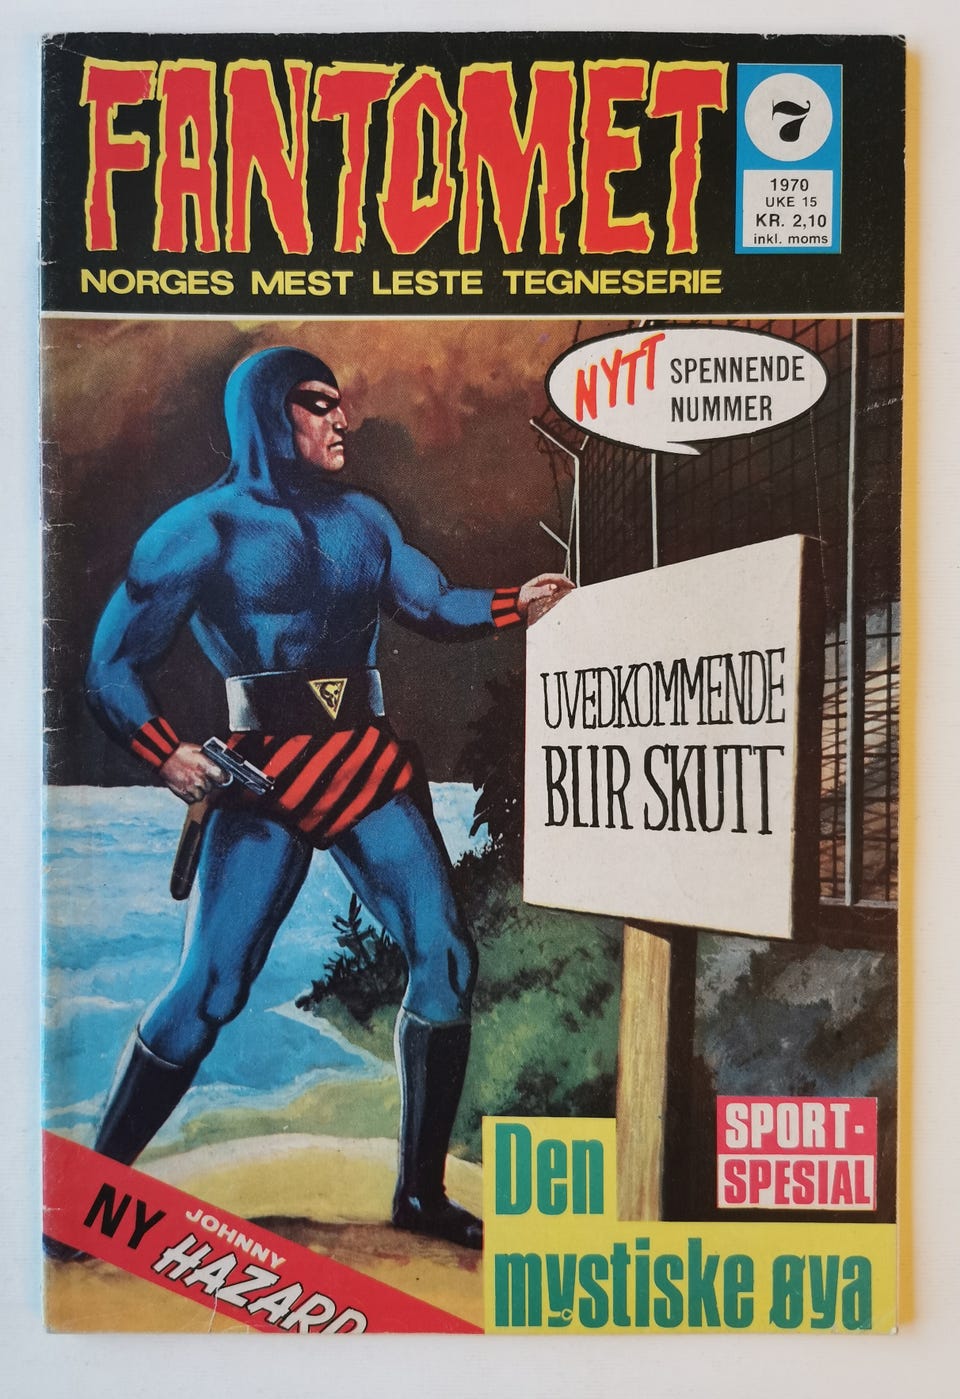 FANTOMET
7
1970
UKE 15
KR. 2,10
inkl. moms
NORGES MEST LESTE TEGNESERIE
NYTT SPENNENDE
NUMMER
UVEDKOMMENDE
BLIR SKUTT
SPORT-
SPESIAL
Den
mystiske øya
NY JOHNNY
HAZARD